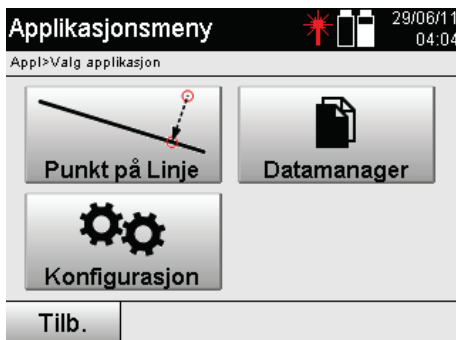 Applikasjonsmeny
29/06/11
04:04
Appl>Valg applikasjon
Punkt på Linje
Datamanager
Konfigurasjon
Tilb.